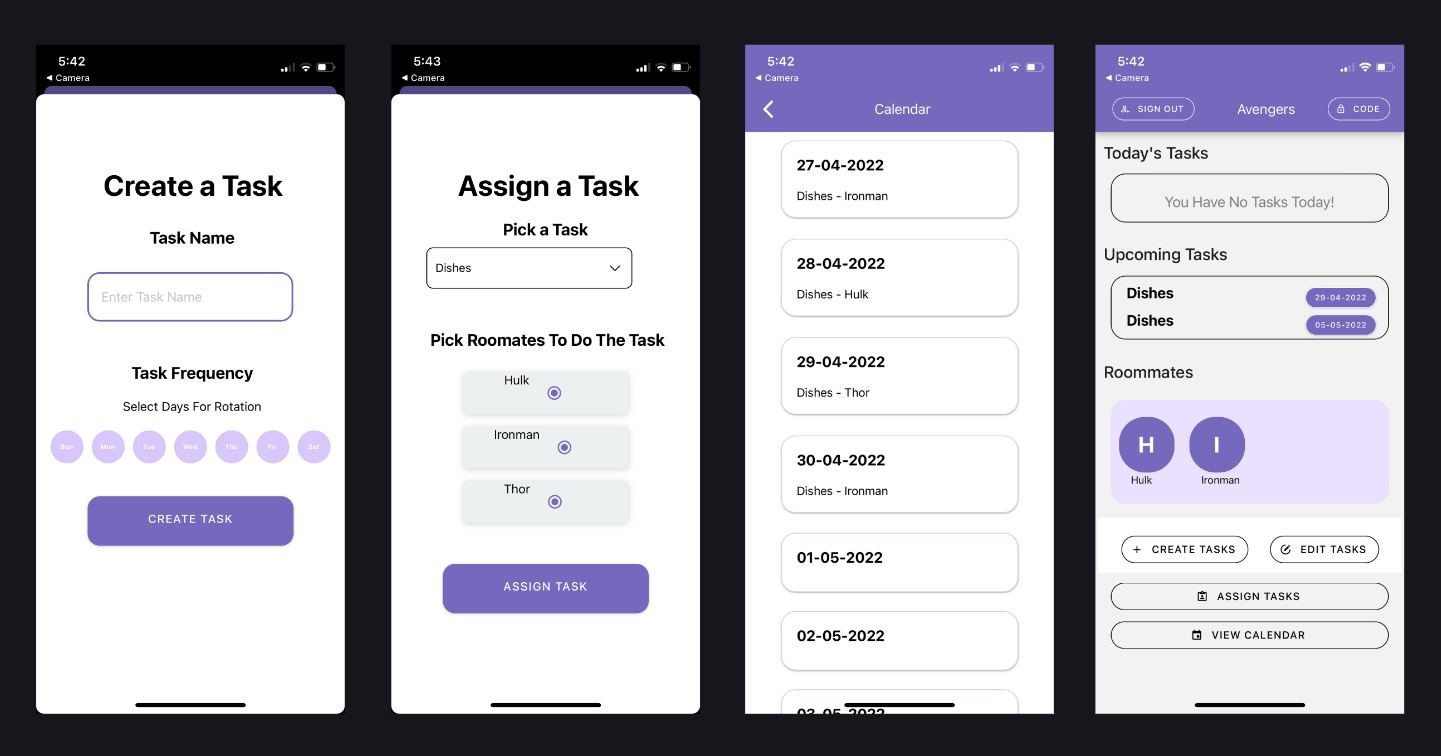 5:42
◀ Camera
Create a Task
Task Name
Enter Task Name
Task Frequency
Select Days For Rotation
Sun Mon Tue Wed Thu Fri Sat
CREATE TASK
5:43
◀ Camera
Assign a Task
Pick a Task
Dishes
Pick Roomates To Do The Task
Hulk
Ironman
Thor
ASSIGN TASK
5:42
◀ Camera
Calendar
27-04-2022
Dishes - Ironman
28-04-2022
Dishes - Hulk
29-04-2022
Dishes - Thor
30-04-2022
Dishes - Ironman
01-05-2022
02-05-2022
03-05-2022
5:42
◀ Camera
SIGN OUT Avengers CODE
Today's Tasks
You Have No Tasks Today!
Upcoming Tasks
Dishes 29-04-2022
Dishes 05-05-2022
Roommates
H I
Hulk Ironman
+ CREATE TASKS EDIT TASKS
ASSIGN TASKS
VIEW CALENDAR